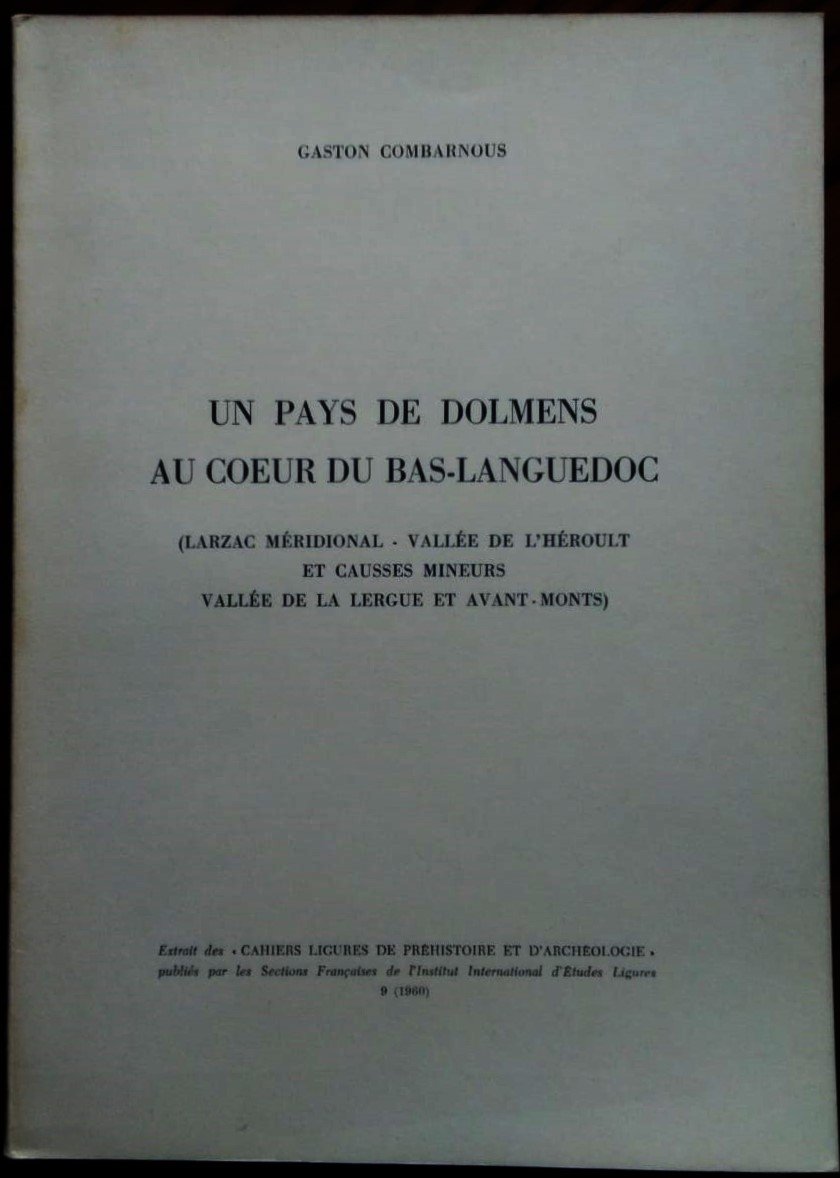 GASTON COMBARNOUS
UN PAYS DE DOLMENS
AU COEUR DU BAS-LANGUEDOC
(LARZAC MÉRIDIONAL - VALLÉE DE L'HÉROULT
ET CAUSSES MINEURS
VALLÉE DE LA LERGUE ET AVANT-MONTS)
Extrait des « CAHIERS LIGURES DE PRÉHISTOIRE ET D'ARCHÉOLOGIE »
publiés par les Sections Françaises de l'Institut International d'Études Ligures
9 (1960)